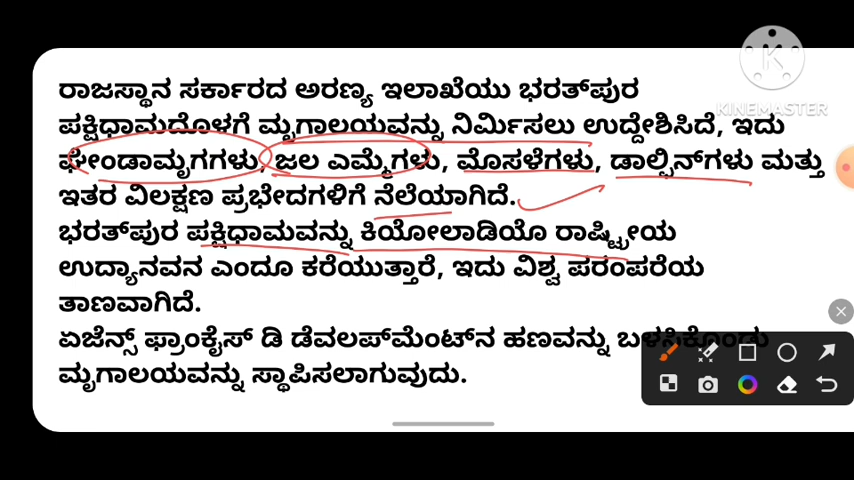 ರಾಜಸ್ಥಾನ ಸರ್ಕಾರದ ಅರಣ್ಯ ಇಲಾಖೆಯು ಭರತ್‌ಪುರ
ಪಕ್ಷಿಧಾಮದೊಳಗೆ ಮೃಗಾಲಯವನ್ನು ನಿರ್ಮಿಸಲು ಉದ್ದೇಶಿಸಿದೆ, ಇದು
ಘೇಂಡಾಮೃಗಗಳು, ಜಲ ಎಮ್ಮೆಗಳು, ಮೊಸಳೆಗಳು, ಡಾಲ್ಫಿನ್‌ಗಳು ಮತ್ತು
ಇತರ ವಿಲಕ್ಷಣ ಪ್ರಭೇದಗಳಿಗೆ ನೆಲೆಯಾಗಿದೆ.
ಭರತ್‌ಪುರ ಪಕ್ಷಿಧಾಮವನ್ನು ಕಿಯೋಲಾಡಿಯೊ ರಾಷ್ಟ್ರೀಯ
ಉದ್ಯಾನವನ ಎಂದೂ ಕರೆಯುತ್ತಾರೆ, ಇದು ವಿಶ್ವ ಪರಂಪರೆಯ
ತಾಣವಾಗಿದೆ.
ಏಜೆನ್ಸ್ ಫ್ರಾಂಕೈಸ್ ಡಿ ಡೆವಲಪ್‌ಮೆಂಟ್‌ನ ಹಣವನ್ನು ಬಳಸಿಕೊಂಡು
ಮೃಗಾಲಯವನ್ನು ಸ್ಥಾಪಿಸಲಾಗುವುದು.
KINEMASTER